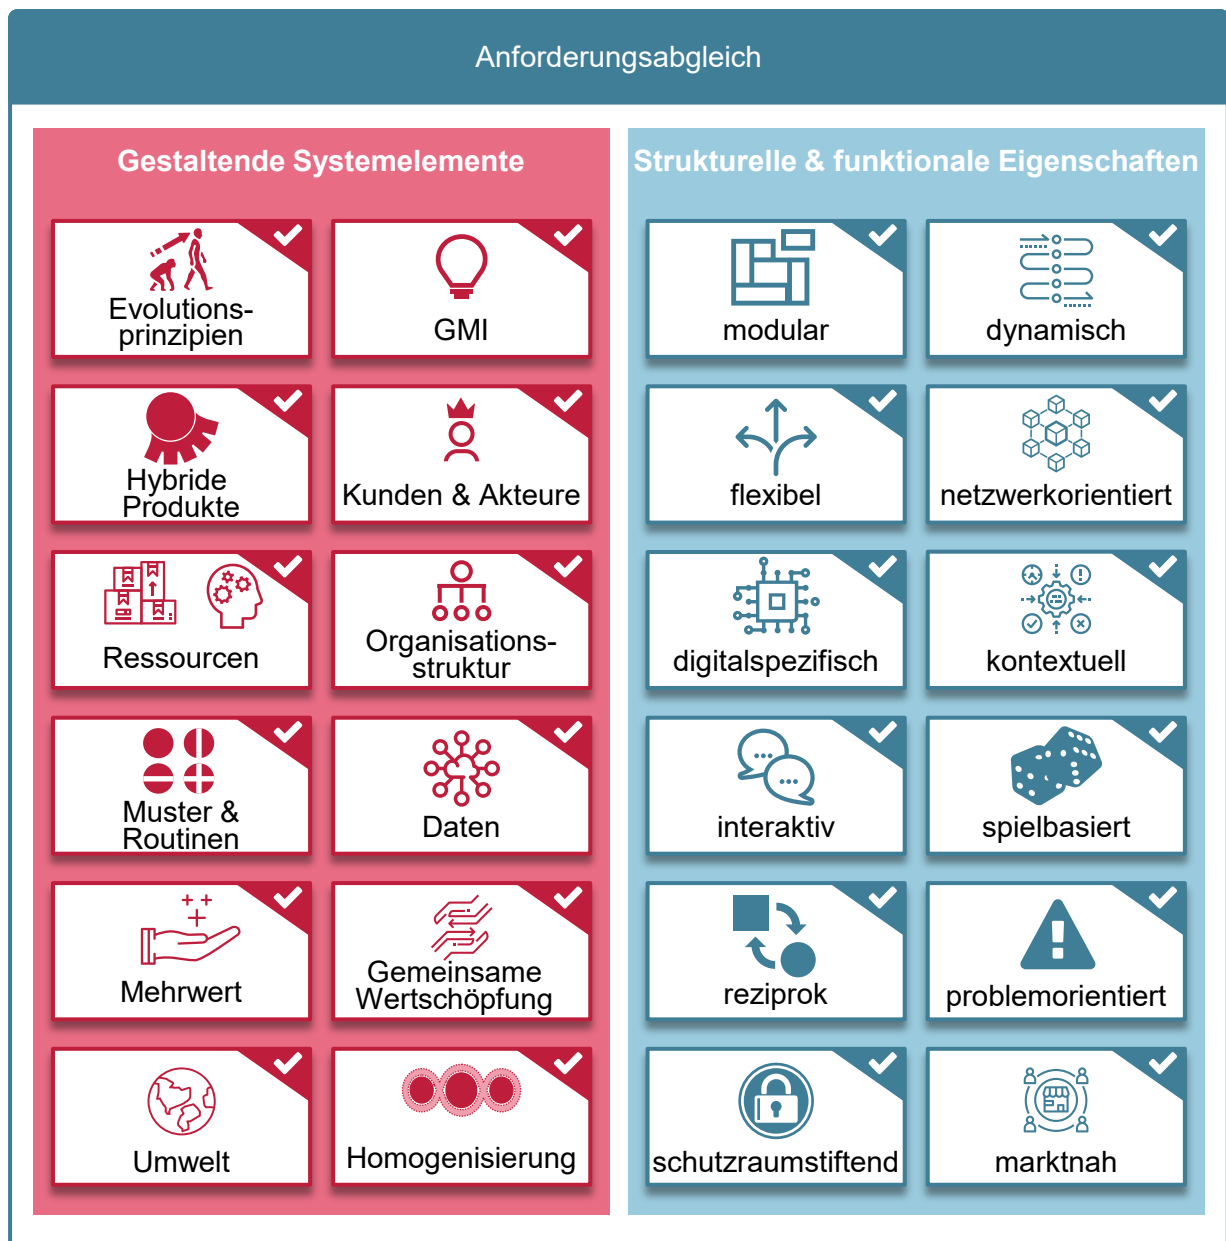 Anforderungsabgleich
Gestaltende Systemelemente
Evolutions-
prinzipien
GMI
Hybride
Produkte
Kunden & Akteure
Ressourcen
Organisations-
struktur
Muster &
Routinen
Daten
Mehrwert
Gemeinsame
Wertschöpfung
Umwelt
Homogenisierung
Strukturelle & funktionale Eigenschaften
modular
dynamisch
flexibel
netzwerkorientiert
digitalspezifisch
kontextuell
interaktiv
spielbasiert
reziprok
problemorientiert
schutzraumstiftend
marktnah